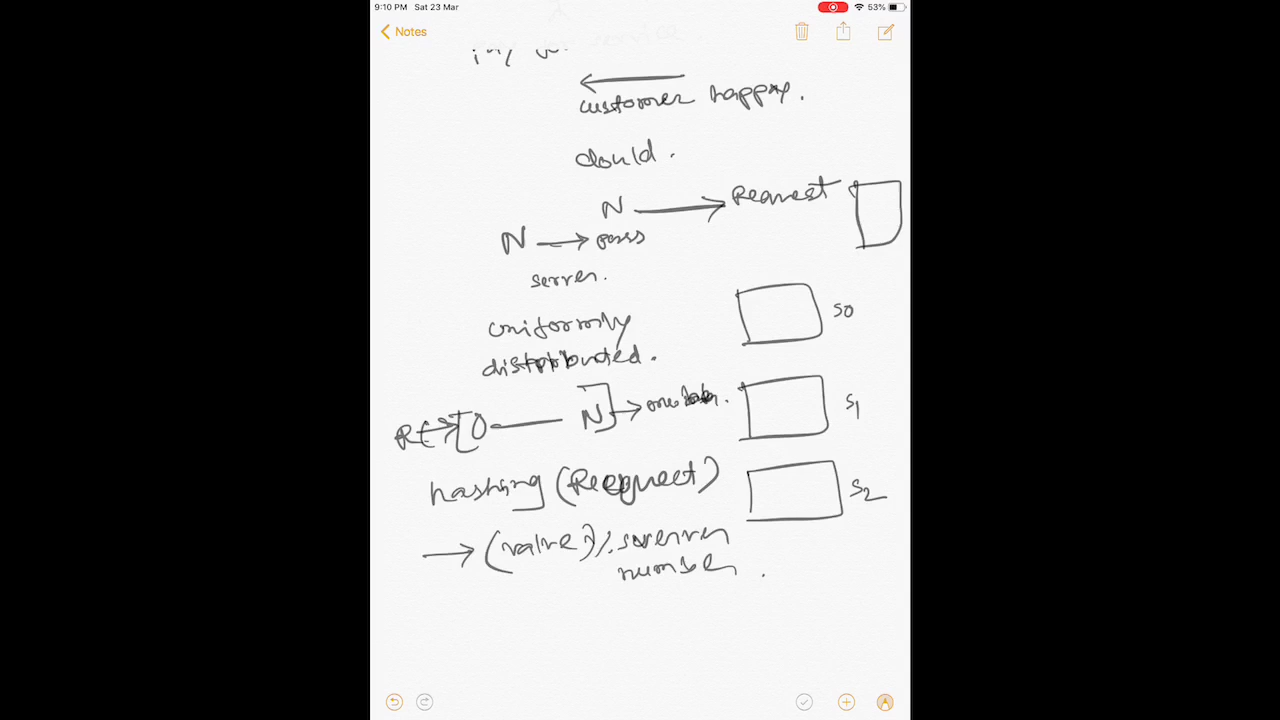 9:10 PM Sat 23 Mar
53%
Notes
customer happy.
could.
N → Request
N → pass
server.
S0
uniformly
distributed.
R → [0 — N] → one
S1
hashing (Request)
S2
→ (value) % server
number.